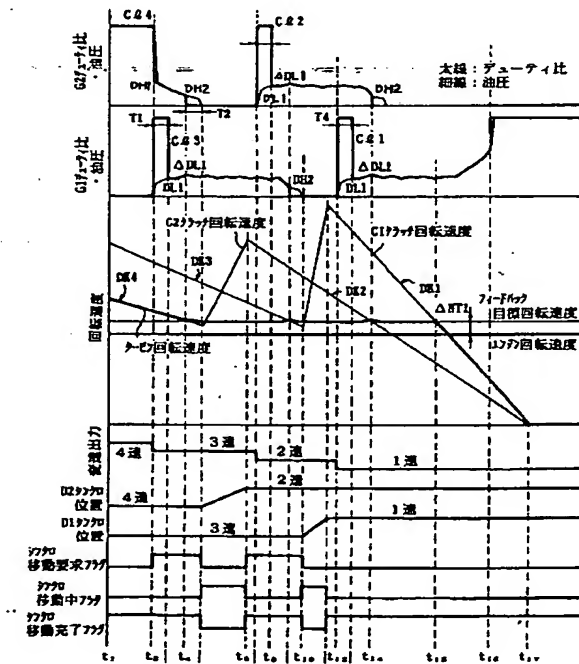 G2デューティ比
・油圧
Cℓ4
Cℓ2
太線：デューティ比
細線：油圧
DH1
DH2
ΔDL1
DL1
DH2
T2
G1デューティ比
・油圧
T1
Cℓ3
ΔDL1
DL1
DH2
T4
Cℓ1
ΔDL1
DL1
回転速度
C2クラッチ回転速度
C1クラッチ回転速度
DK3
DK4
DK2
DK1
ΔNT1
フィードバック
目標回転速度
エンジン回転速度
タービン回転速度
変速出力
4速
3速
2速
1速
D2シンクロ
位置
4速
2速
D1シンクロ
位置
3速
1速
シンクロ
移動要求フラグ
シンクロ
移動中フラグ
シンクロ
移動完了フラグ